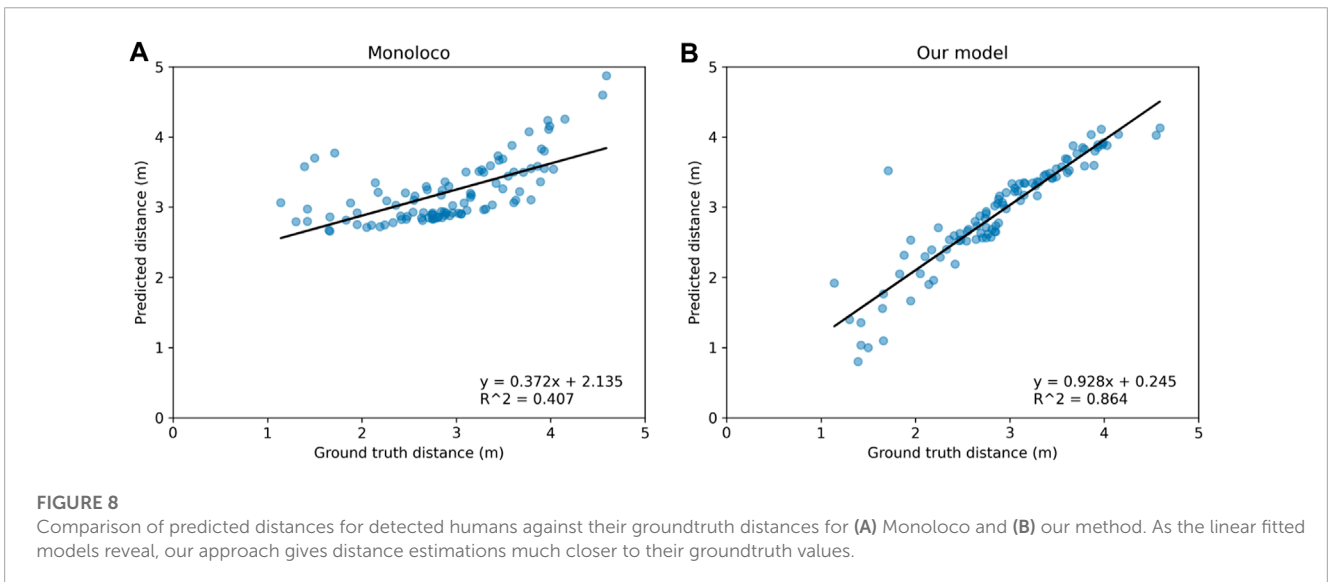 A
Monoloco
5
4
3
2
1
0
Predicted distance (m)
0 1 2 3 4 5
Ground truth distance (m)
y = 0.372x + 2.135
R^2 = 0.407
B
Our model
5
4
3
2
1
0
Predicted distance (m)
0 1 2 3 4 5
Ground truth distance (m)
y = 0.928x + 0.245
R^2 = 0.864
FIGURE 8
Comparison of predicted distances for detected humans against their groundtruth distances for (A) Monoloco and (B) our method. As the linear fitted
models reveal, our approach gives distance estimations much closer to their groundtruth values.